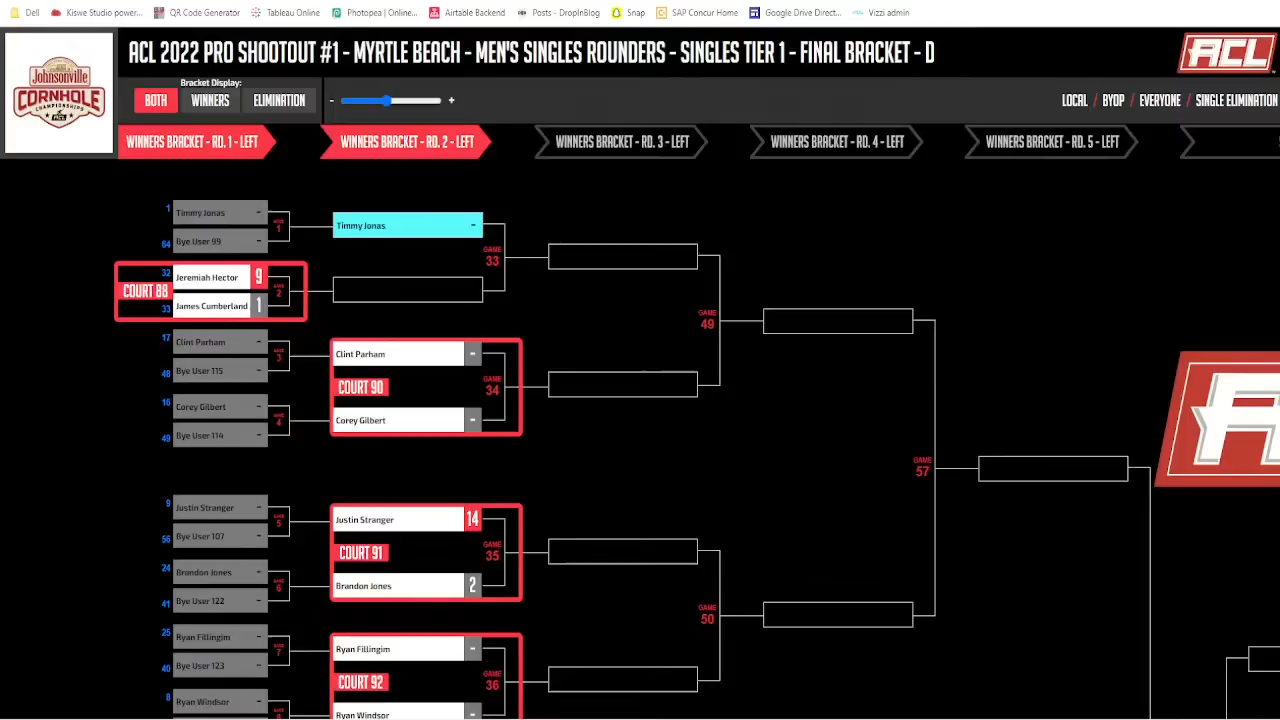 Dell Kiswe Studio power... QR Code Generator Tableau Online Photopea | Online... Airtable Backend Posts - DropInBlog Snap SAP Concur Home Google Drive Direct... Vizzi admin
Johnsonville
CORNHOLE
CHAMPIONSHIPS
ACL
ACL 2022 PRO SHOOTOUT #1 - MYRTLE BEACH - MEN'S SINGLES ROUNDERS - SINGLES TIER 1 - FINAL BRACKET - D
ACL
Bracket Display:
BOTH WINNERS ELIMINATION - +
LOCAL / BYOP / EVERYONE / SINGLE ELIMINATION
WINNERS BRACKET - RD. 1 - LEFT
WINNERS BRACKET - RD. 2 - LEFT
WINNERS BRACKET - RD. 3 - LEFT
WINNERS BRACKET - RD. 4 - LEFT
WINNERS BRACKET - RD. 5 - LEFT
1 Timmy Jonas -
GAME 1
64 Bye User 99 -
Timmy Jonas -
GAME 33
32 Jeremiah Hector 9
COURT 88
GAME 2
33 James Cumberland 1
GAME 49
17 Clint Parham -
GAME 3
48 Bye User 115 -
Clint Parham -
COURT 90
GAME 34
Corey Gilbert -
16 Corey Gilbert -
GAME 4
49 Bye User 114 -
GAME 57
9 Justin Stranger -
GAME 5
56 Bye User 107 -
Justin Stranger 14
COURT 91
GAME 35
Brandon Jones 2
24 Brandon Jones -
GAME 6
41 Bye User 122 -
GAME 50
25 Ryan Fillingim -
GAME 7
40 Bye User 123 -
Ryan Fillingim -
COURT 92
GAME 36
Ryan Windsor -
8 Ryan Windsor -